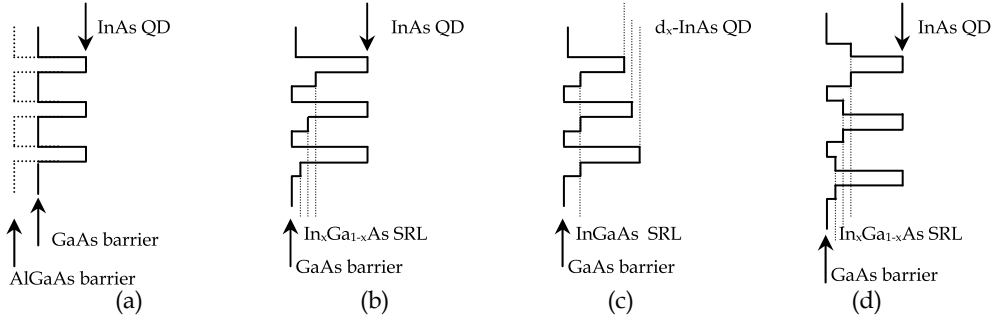 InAs QD
GaAs barrier
AlGaAs barrier
(a)
InAs QD
InₓGa₁₋ₓAs SRL
GaAs barrier
(b)
dₓ-InAs QD
InGaAs SRL
GaAs barrier
(c)
InAs QD
InₓGa₁₋ₓAs SRL
GaAs barrier
(d)